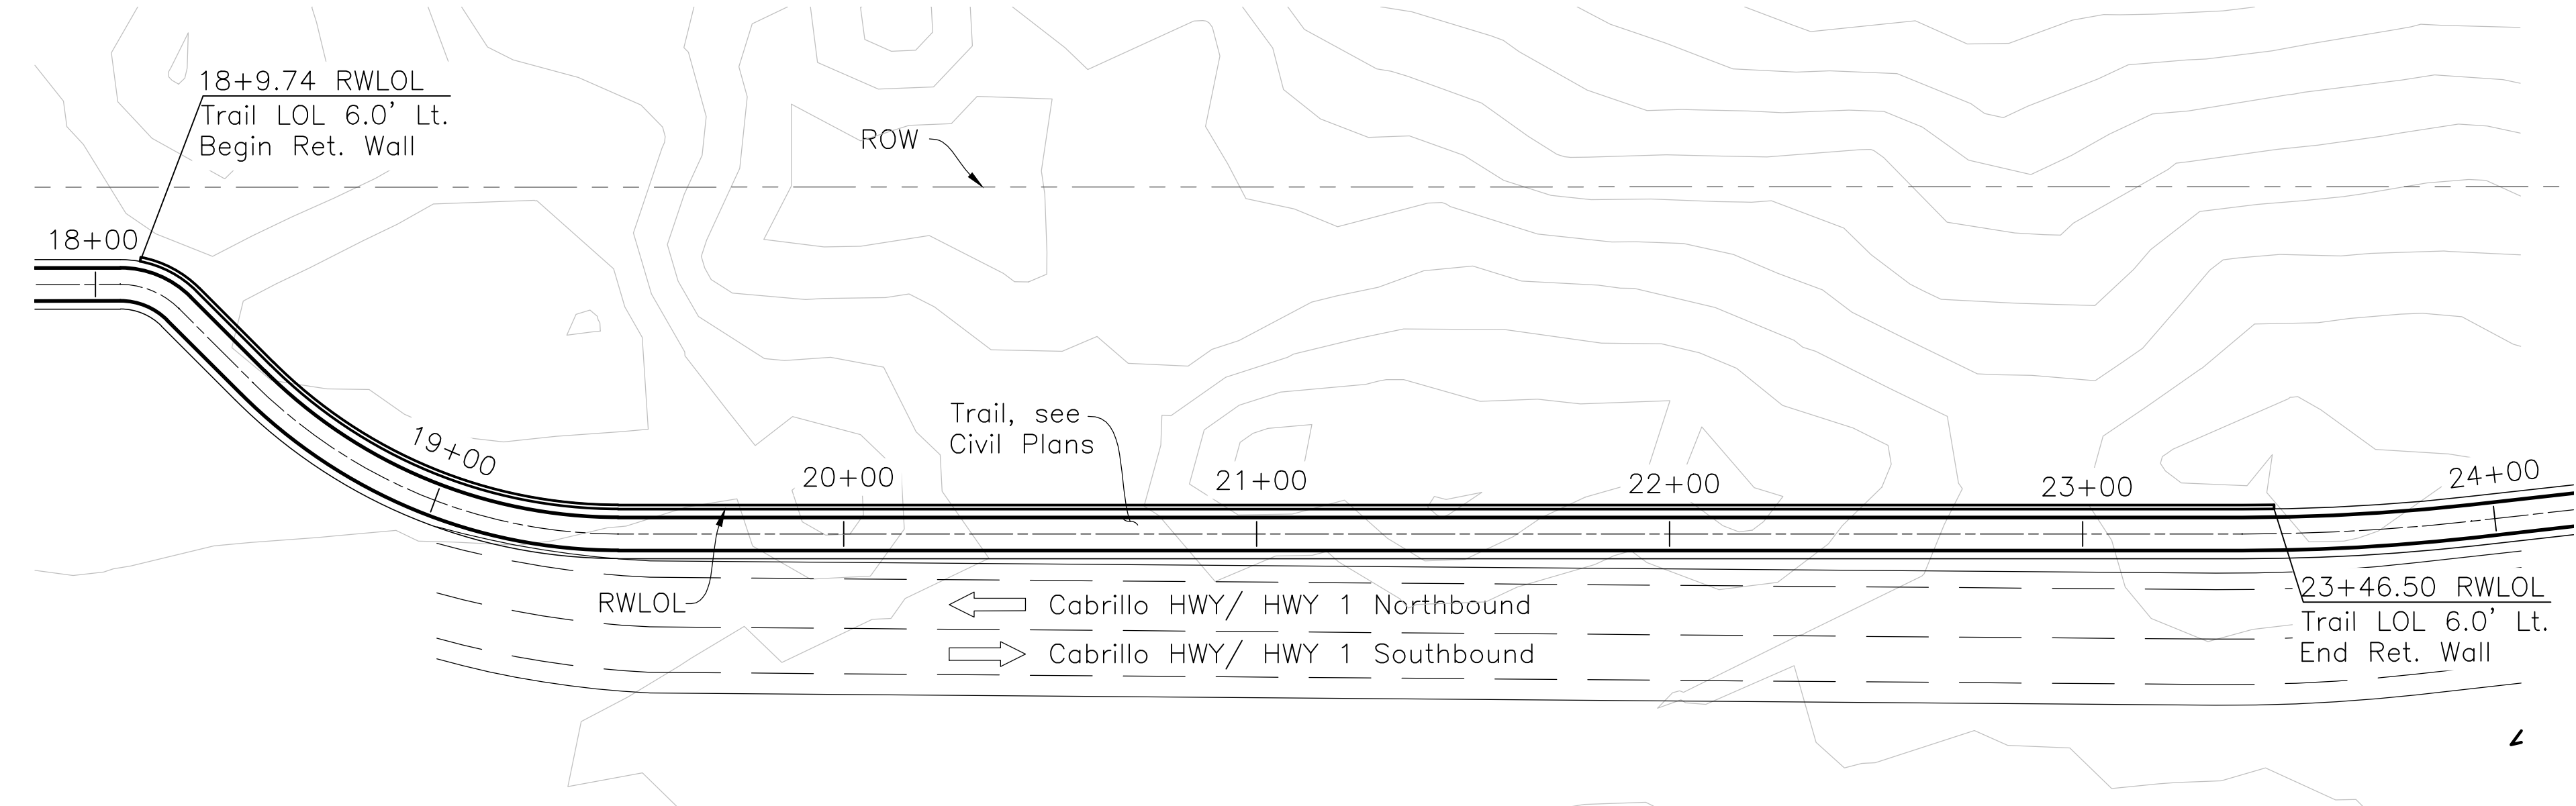 18+9.74 RWLOL
Trail LOL 6.0' Lt.
Begin Ret. Wall
ROW
18+00
19+00
Trail, see
Civil Plans
20+00
21+00
22+00
23+00
24+00
RWLOL
Cabrillo HWY/ HWY 1 Northbound
Cabrillo HWY/ HWY 1 Southbound
23+46.50 RWLOL
Trail LOL 6.0' Lt.
End Ret. Wall